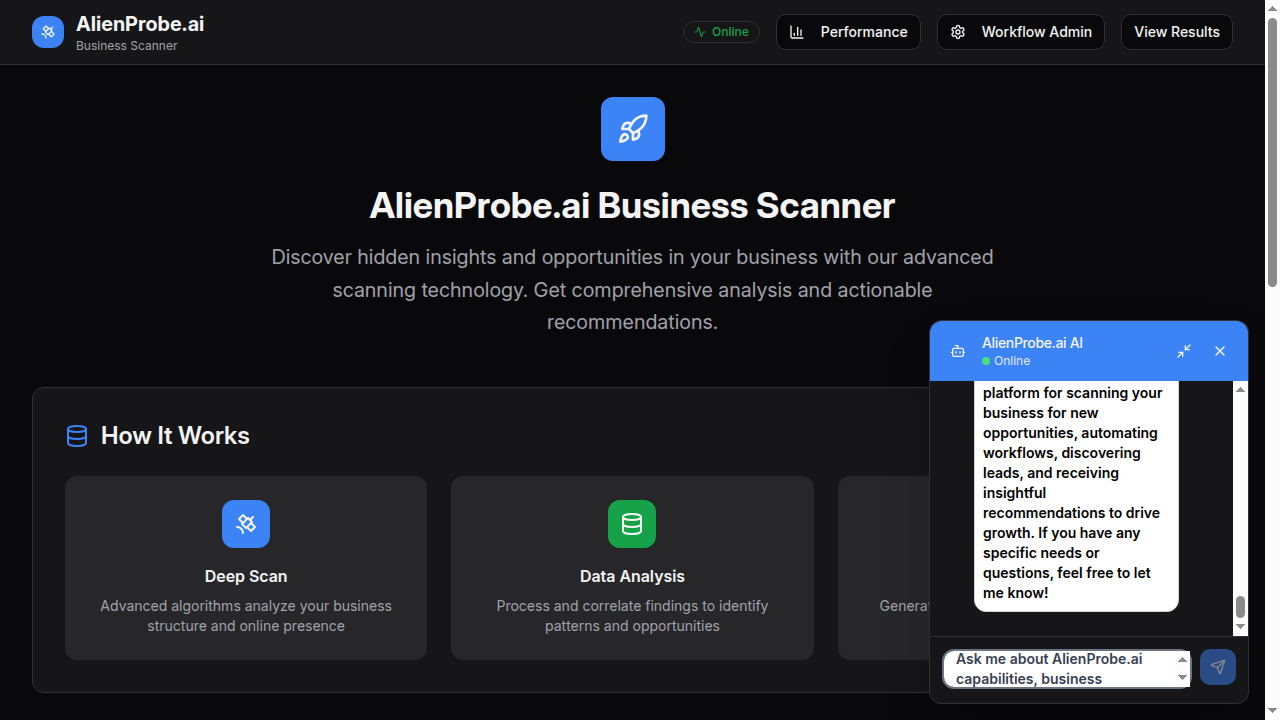 AlienProbe.ai
Business Scanner
Online
Performance
Workflow Admin
View Results
AlienProbe.ai Business Scanner
Discover hidden insights and opportunities in your business with our advanced
scanning technology. Get comprehensive analysis and actionable
recommendations.
How It Works
Deep Scan
Advanced algorithms analyze your business
structure and online presence
Data Analysis
Process and correlate findings to identify
patterns and opportunities
AlienProbe.ai AI
Online
platform for scanning your
business for new
opportunities, automating
workflows, discovering
leads, and receiving
insightful
recommendations to drive
growth. If you have any
specific needs or
questions, feel free to let
me know!
Ask me about AlienProbe.ai
capabilities, business